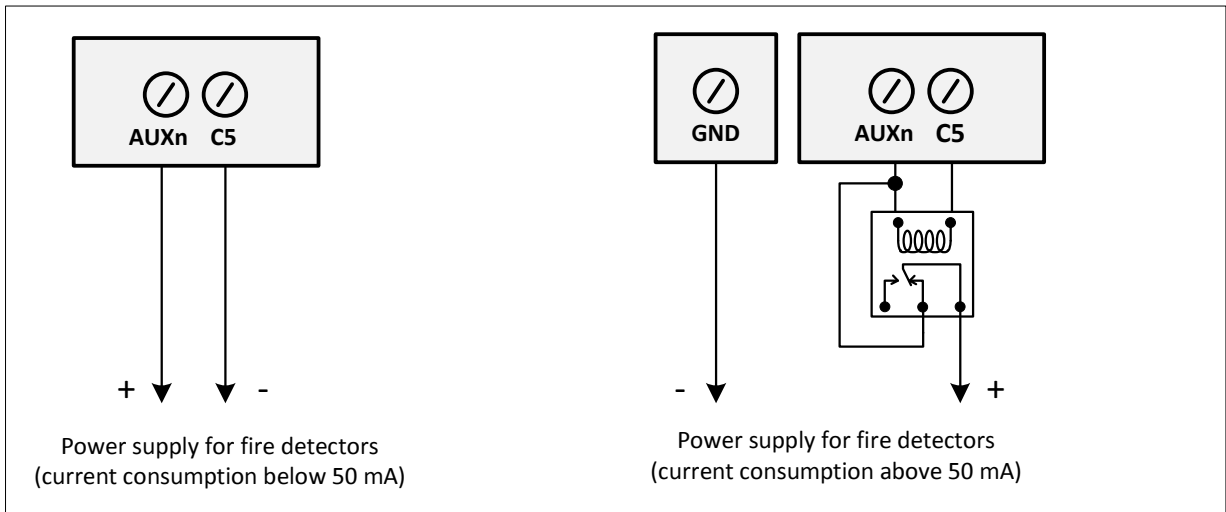 AUXn C5
+ -
Power supply for fire detectors
(current consumption below 50 mA)
GND
AUXn C5
- +
Power supply for fire detectors
(current consumption above 50 mA)